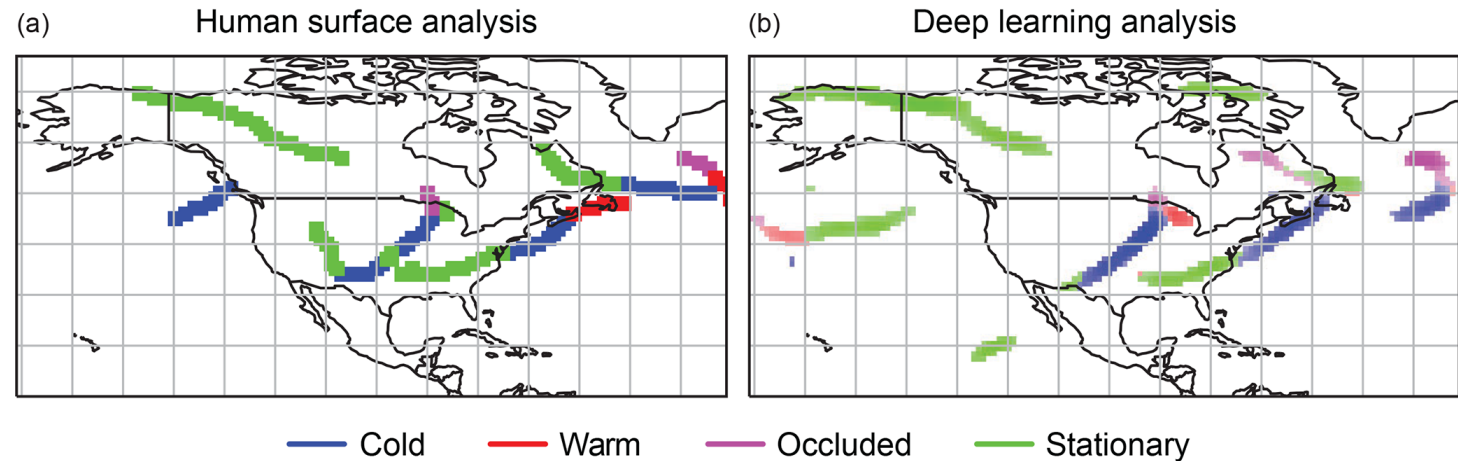 (a) Human surface analysis
(b) Deep learning analysis
Cold Warm Occluded Stationary